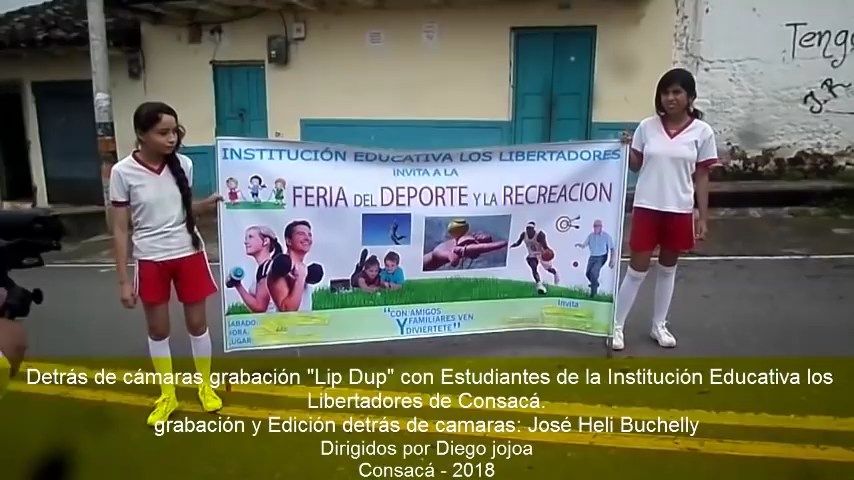 Tengo
INSTITUCIÓN EDUCATIVA LOS LIBERTADORES
INVITA A LA
FERIA DEL DEPORTE Y LA RECREACION
"CON AMIGOS
Y FAMILIARES VEN
DIVIERTETE"
Invita
Detrás de cámaras grabación "Lip Dup" con Estudiantes de la Institución Educativa los
Libertadores de Consacá.
grabación y Edición detrás de camaras: José Heli Buchelly
Dirigidos por Diego jojoa
Consacá - 2018